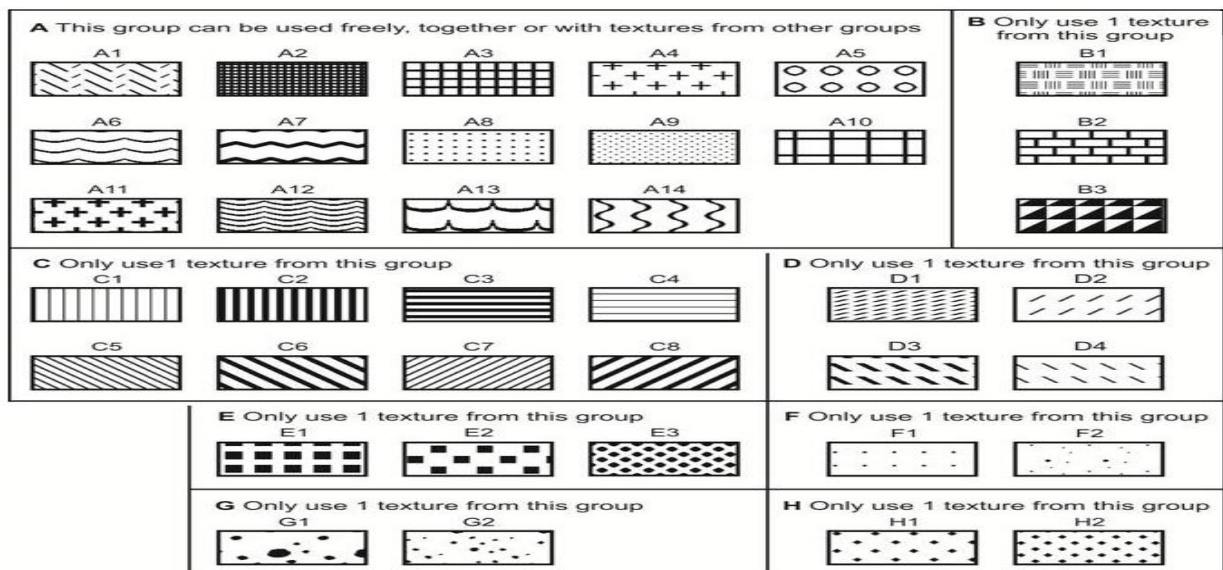 A This group can be used freely, together or with textures from other groups
A1 A2 A3 A4 A5
A6 A7 A8 A9 A10
A11 A12 A13 A14
B Only use 1 texture
from this group
B1
B2
B3
C Only use1 texture from this group
C1 C2 C3 C4
C5 C6 C7 C8
D Only use 1 texture from this group
D1 D2
D3 D4
E Only use 1 texture from this group
E1 E2 E3
F Only use 1 texture from this group
F1 F2
G Only use 1 texture from this group
G1 G2
H Only use 1 texture from this group
H1 H2